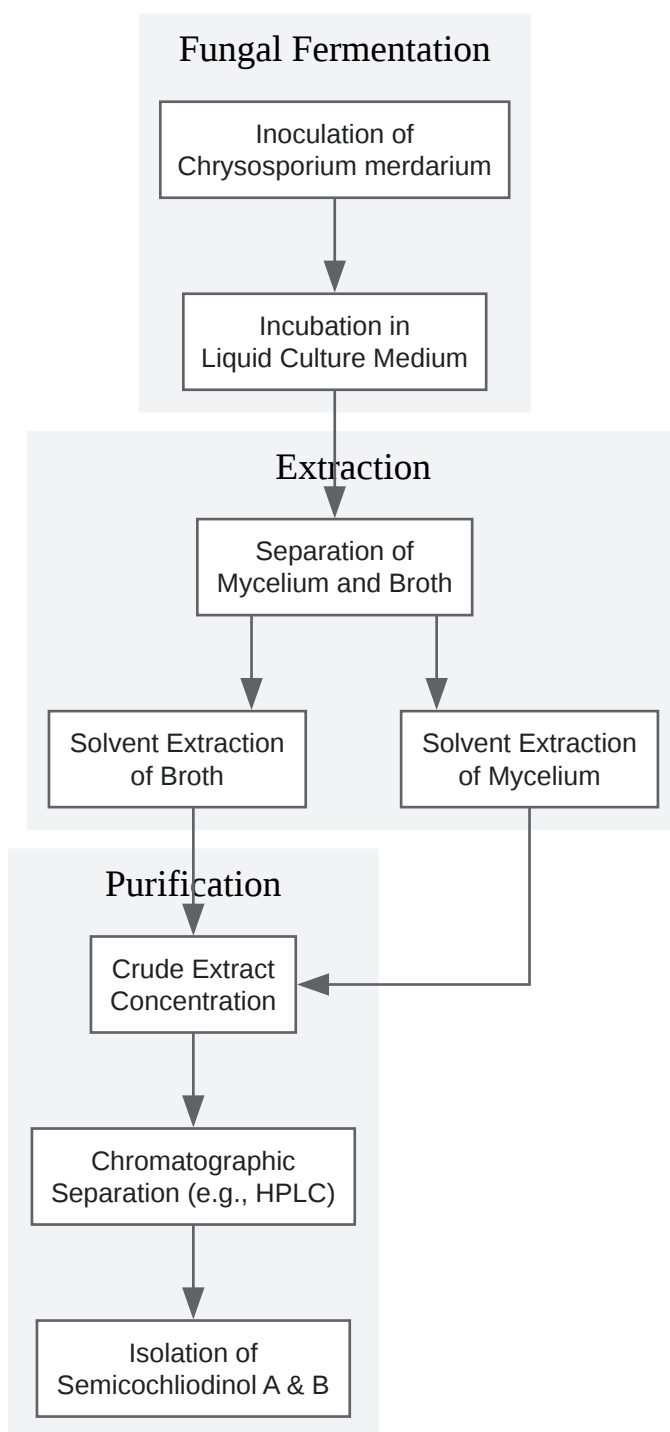 Fungal Fermentation
Inoculation of
Chrysosporium merdarium
Incubation in
Liquid Culture Medium
Extraction
Separation of
Mycelium and Broth
Solvent Extraction
of Broth
Solvent Extraction
of Mycelium
Purification
Crude Extract
Concentration
Chromatographic
Separation (e.g., HPLC)
Isolation of
Semicochliodinol A & B